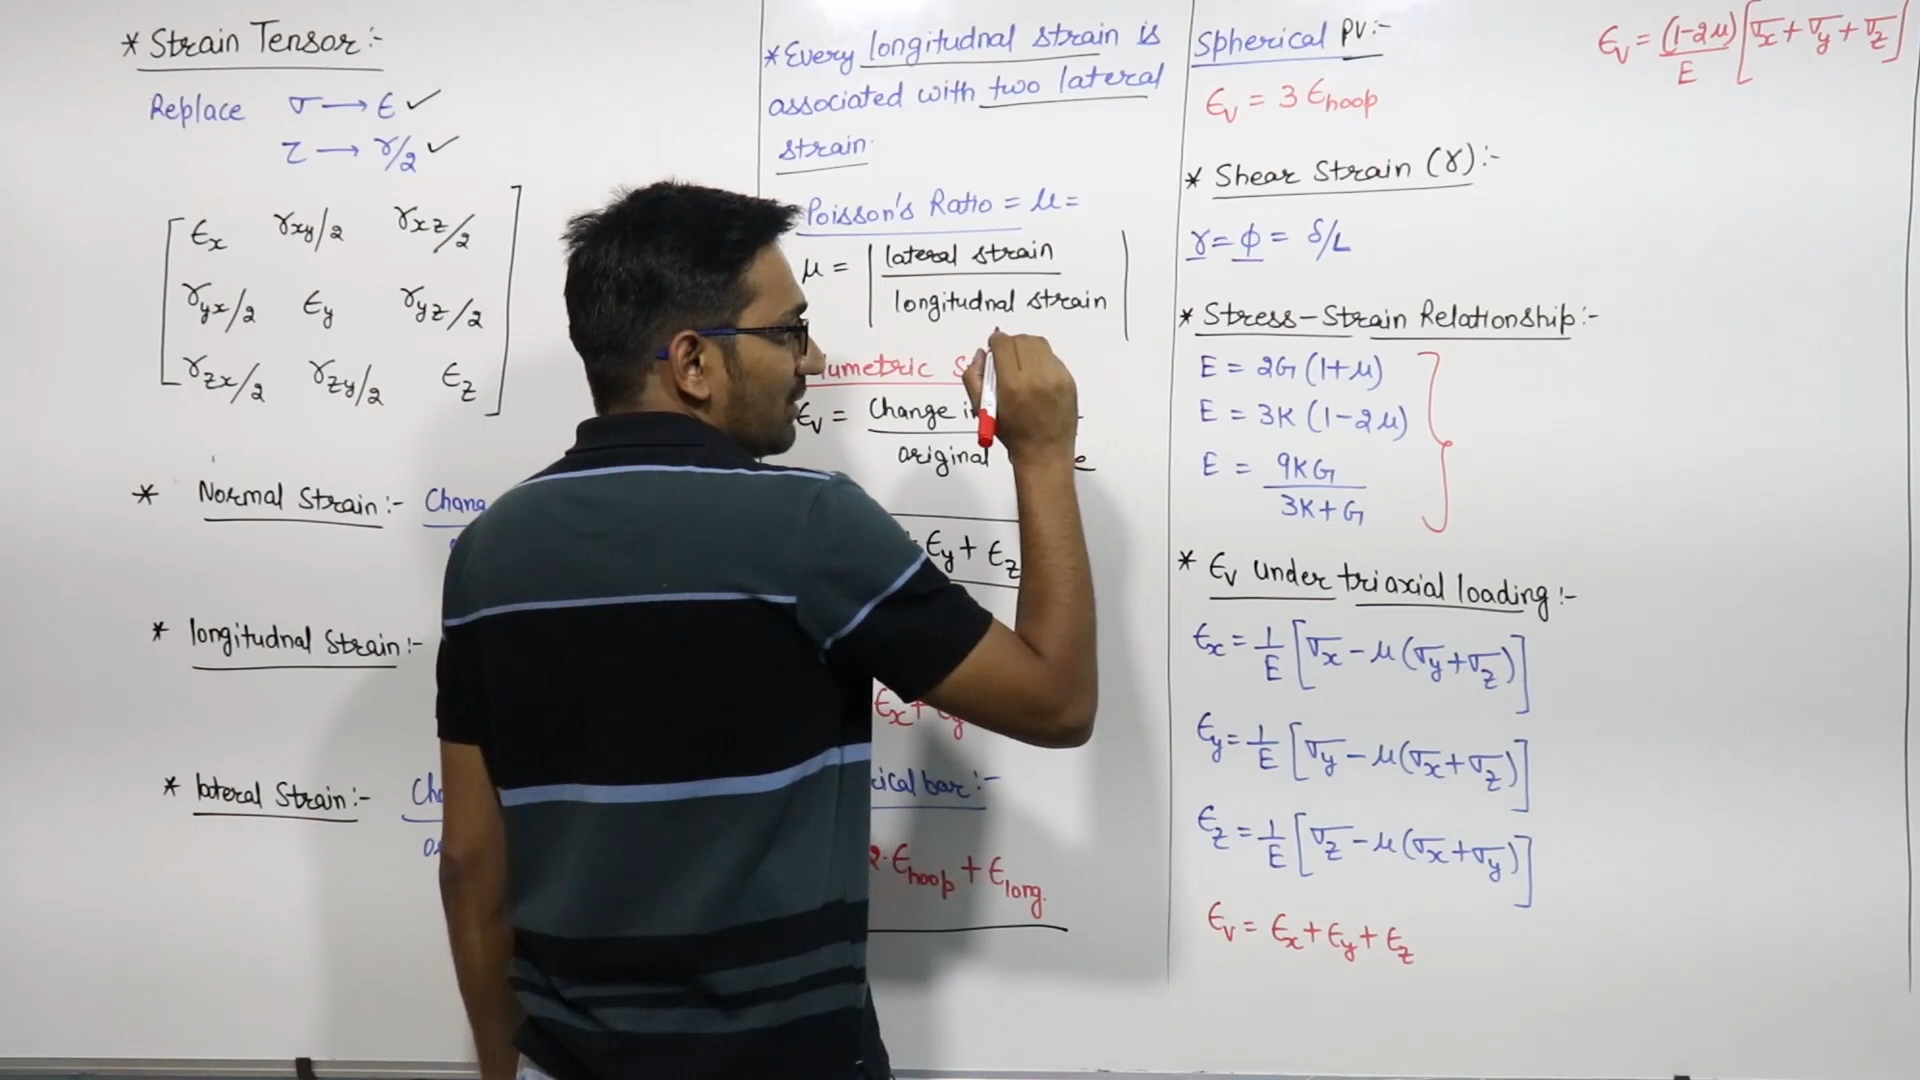 * Strain Tensor:-
Replace σ → ϵ ✓
τ → γ/2 ✓
ϵx γxy/2 γxz/2
γyx/2 ϵy γyz/2
γzx/2 γzy/2 ϵz
* Normal Strain:-
* longitudnal Strain:-
* lateral Strain:-
* Every longitudnal strain is
associated with two lateral
strain.
Poisson's Ratio = μ =
μ = | lateral strain
longitudnal strain |
ϵv = Change
original
ϵy + ϵz
ϵx +
bar:-
ϵhoop + ϵlong.
Spherical PV:-
ϵv = 3 ϵhoop
* Shear Strain (γ):-
γ = ϕ = δ/L
* Stress-Strain Relationship:-
E = 2G (1+μ)
E = 3K (1-2μ)
E = 9KG
3K+G
* ϵv under triaxial loading:-
ϵx = 1/E [σx - μ(σy+σz)]
ϵy = 1/E [σy - μ(σx+σz)]
ϵz = 1/E [σz - μ(σx+σy)]
ϵv = ϵx + ϵy + ϵz
ϵv = (1-2μ)/E [σx + σy + σz]